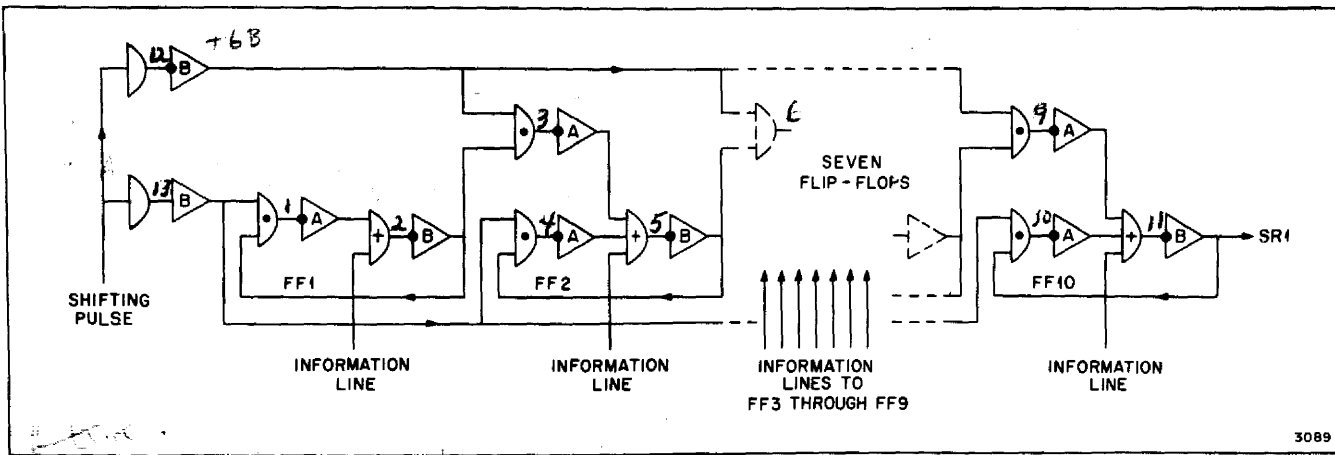 +6B
12 B
3 A
6
9 A
SEVEN
FLIP-FLOPS
13 B
1 A
+ 2 B
4 A
+ 5 B
10 A
+ 11 B
SR1
FF1
FF2
FF10
SHIFTING
PULSE
INFORMATION
LINE
INFORMATION
LINE
INFORMATION
LINES TO
FF3 THROUGH FF9
INFORMATION
LINE
3089